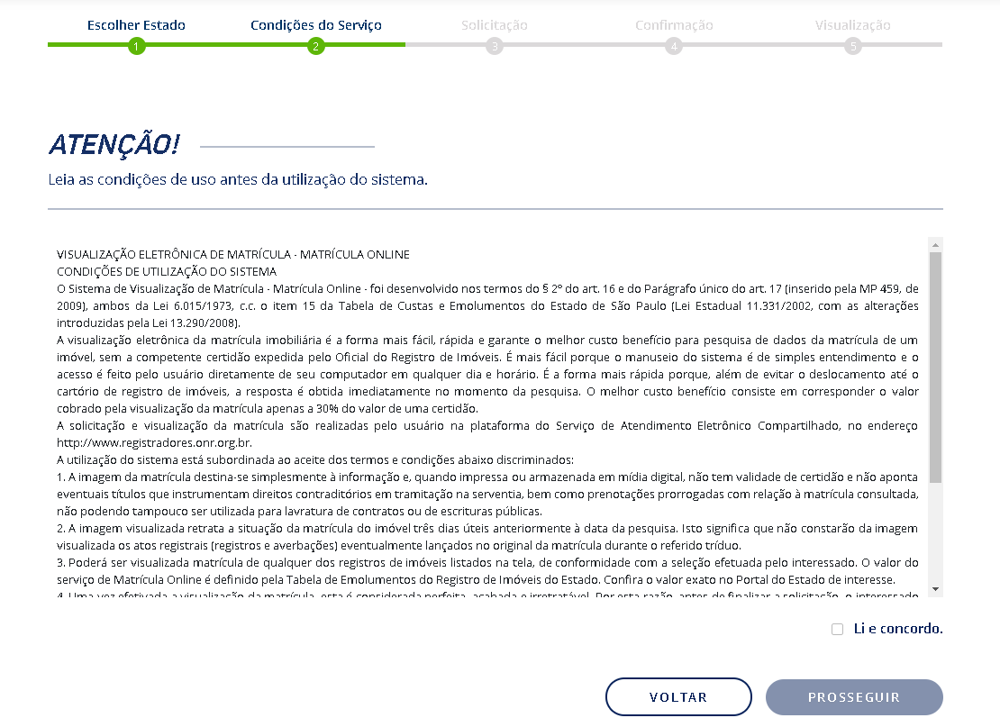 Escolher Estado
Condições do Serviço
Solicitação
Confirmação
Visualização
1
2
3
4
5
ATENÇÃO!
Leia as condições de uso antes da utilização do sistema.
VISUALIZAÇÃO ELETRÔNICA DE MATRÍCULA - MATRÍCULA ONLINE
CONDIÇÕES DE UTILIZAÇÃO DO SISTEMA
O Sistema de Visualização de Matrícula - Matrícula Online - foi desenvolvido nos termos do § 2º do art. 16 e do Parágrafo único do art. 17 (inserido pela MP 459, de
2009), ambos da Lei 6.015/1973, c.c. o item 15 da Tabela de Custas e Emolumentos do Estado de São Paulo (Lei Estadual 11.331/2002, com as alterações
introduzidas pela Lei 13.290/2008).
A visualização eletrônica da matrícula imobiliária é a forma mais fácil, rápida e garante o melhor custo benefício para pesquisa de dados da matrícula de um
imóvel, sem a competente certidão expedida pelo Oficial do Registro de Imóveis. É mais fácil porque o manuseio do sistema é de simples entendimento e o
acesso é feito pelo usuário diretamente de seu computador em qualquer dia e horário. É a forma mais rápida porque, além de evitar o deslocamento até o
cartório de registro de imóveis, a resposta é obtida imediatamente no momento da pesquisa. O melhor custo benefício consiste em corresponder o valor
cobrado pela visualização da matrícula apenas a 30% do valor de uma certidão.
A solicitação e visualização da matrícula são realizadas pelo usuário na plataforma do Serviço de Atendimento Eletrônico Compartilhado, no endereço
http://www.registradores.onr.org.br.
A utilização do sistema está subordinada ao aceite dos termos e condições abaixo discriminados:
1. A imagem da matrícula destina-se simplesmente à informação e, quando impressa ou armazenada em mídia digital, não tem validade de certidão e não aponta
eventuais títulos que instrumentam direitos contraditórios em tramitação na serventia, bem como prenotações prorrogadas com relação à matrícula consultada,
não podendo tampouco ser utilizada para lavratura de contratos ou de escrituras públicas.
2. A imagem visualizada retrata a situação da matrícula do imóvel três dias úteis anteriormente à data da pesquisa. Isto significa que não constarão da imagem
visualizada os atos registrais (registros e averbações) eventualmente lançados no original da matrícula durante o referido tríduo.
3. Poderá ser visualizada matrícula de qualquer dos registros de imóveis listados na tela, de conformidade com a seleção efetuada pelo interessado. O valor do
serviço de Matrícula Online é definido pela Tabela de Emolumentos do Registro de Imóveis do Estado. Confira o valor exato no Portal do Estado de interesse.
4. Uma vez efetivada a visualização da matrícula, esta é considerada perfeita, acabada e irretratável. Por esta razão, antes de finalizar a solicitação, o interessado
Li e concordo.
VOLTAR
PROSSEGUIR